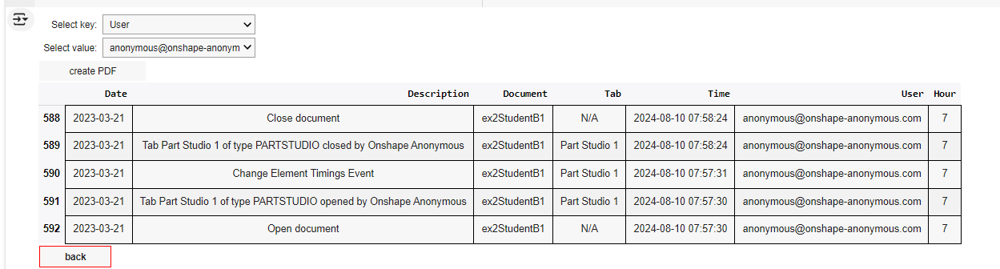 Select key: User
Select value: anonymous@onshape-anonym
create PDF
Date Description Document Tab Time User Hour
588 2023-03-21 Close document ex2StudentB1 N/A 2024-08-10 07:58:24 anonymous@onshape-anonymous.com 7
589 2023-03-21 Tab Part Studio 1 of type PARTSTUDIO closed by Onshape Anonymous ex2StudentB1 Part Studio 1 2024-08-10 07:58:24 anonymous@onshape-anonymous.com 7
590 2023-03-21 Change Element Timings Event ex2StudentB1 Part Studio 1 2024-08-10 07:57:31 anonymous@onshape-anonymous.com 7
591 2023-03-21 Tab Part Studio 1 of type PARTSTUDIO opened by Onshape Anonymous ex2StudentB1 Part Studio 1 2024-08-10 07:57:30 anonymous@onshape-anonymous.com 7
592 2023-03-21 Open document ex2StudentB1 N/A 2024-08-10 07:57:30 anonymous@onshape-anonymous.com 7
back